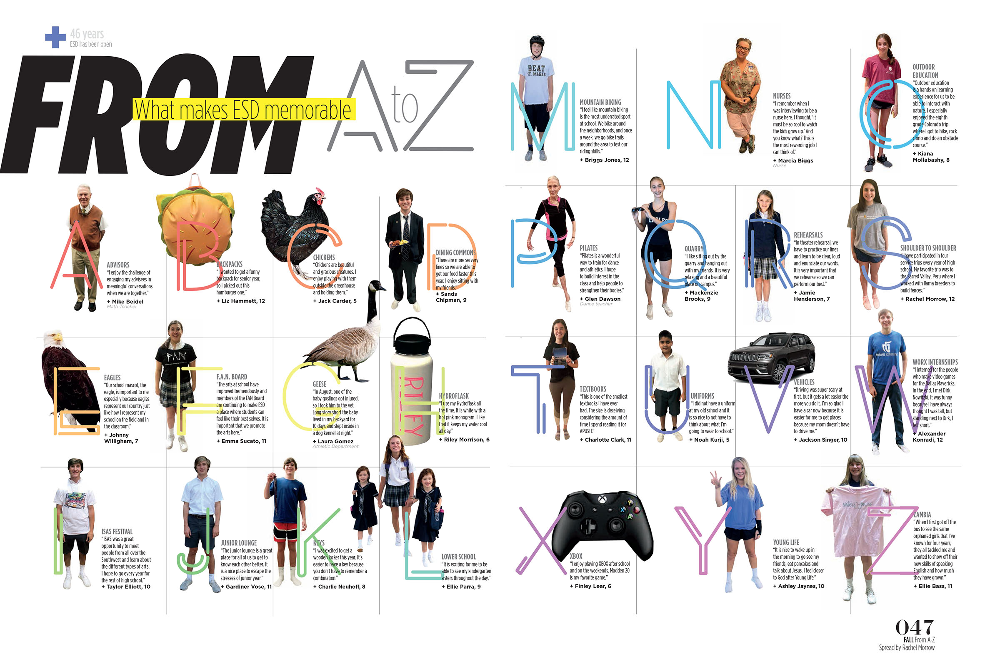 46 years
ESD has been open
FROM
What makes ESD memorable
A to Z
A
ADVISORS
“I enjoy the challenge of
engaging my advisees in
meaningful conversations
when we are together.”
+ Mike Beidel
Math Teacher
B
BACKPACKS
“I wanted to get a funny
backpack for senior year,
so I picked out this
hamburger one.”
+ Liz Hammett, 12
C
CHICKENS
“Chickens are beautiful
and gracious creatures. I
enjoy playing with them
outside the greenhouse
and holding them.”
+ Jack Carder, 5
D
DINING COMMONS
“There are more servery
lines so we are able to
get our food faster this
year. I enjoy sitting with
my friends.”
+ Sands
Chipman, 9
E
EAGLES
“Our school mascot, the
eagle, is important to me
especially because eagles
represent our country just
like how I represent my
school on the field and in
the classroom.”
+ Johnny
Willigham, 7
FAN
F
F.A.N. BOARD
“The arts at school have
improved tremendously and
members of the FAN Board
are continuing to make ESD
a place where students can
feel like their best selves. It is
important that we promote
the arts here.”
+ Emma Sucato, 11
G
GEESE
“In August, one of the
baby goslings got injured,
so I took him to the vet.
Long story short the baby
lived in my backyard for
10 days and slept inside in
a dog kennel at night.”
+ Laura Gomez
Athletic Department
RILEY
H
HYDROFLASK
“I use my Hydroflask all
the time. It is white with a
hot pink monogram. I like
that it keeps my water cool
all day.”
+ Riley Morrison, 6
I
ISAS FESTIVAL
“ISAS was a great
opportunity to meet
people from all over the
Southwest and learn about
the different types of arts.
I hope to go every year for
the rest of high school.”
+ Taylor Elliott, 10
J
JUNIOR LOUNGE
“The junior lounge is a great
place for all of us to get to
know each other better. It
is a nice place to escape the
stresses of junior year.”
+ Gardiner Vose, 11
K
KEYS
“I was excited to get a
wooden locker this year. It’s
easier to have a key because
you don’t have to remember a
combination.”
+ Charlie Neuhoff, 8
L
LOWER SCHOOL
“It is exciting for me to be
able to see my kindergarten
sisters throughout the day.”
+ Ellie Parra, 9
BEAT
ST. MARKS
M
MOUNTAIN BIKING
“I feel like mountain biking
is the most underrated sport
at school. We bike around
the neighborhoods, and once
a week, we go bike trails
around the area to test our
riding skills.”
+ Briggs Jones, 12
N
NURSES
“I remember when I
was interviewing to be a
nurse here. I thought, ‘It
must be so cool to watch
the kids grow up.’ And
you know what? This is
the most rewarding job I
can think of.”
+ Marcia Biggs
Nurse
O
OUTDOOR
EDUCATION
“Outdoor education
is a hands on learning
experience for us to be
able to interact with
nature. I especially
enjoyed the eighth
grade Colorado trip
where I got to hike, rock
climb and do an obstacle
course.”
+ Kiana
Mollabashy, 8
P
PILATES
“Pilates is a wonderful
way to train for dance
and athletics. I hope
to build interest in the
class and help people to
strengthen their bodies.”
+ Glen Dawson
Dance teacher
EAGLES
Q
QUARRY
“I like sitting out by the
quarry and hanging out
with my friends. It is very
relaxing and a beautiful
place on campus.”
+ Mackenzie
Brooks, 9
R
REHEARSALS
“In theater rehearsal, we
have to practice our lines
and learn to be clear, loud
and enunciate our words.
It is very important that
we rehearse so we can
perform our best.”
+ Jamie
Henderson, 7
S
SHOULDER TO SHOULDER
“I have participated in four
service trips every year of high
school. My favorite trip was to
the Sacred Valley, Peru where I
worked with llama breeders to
build fences.”
+ Rachel Morrow, 12
T
TEXTBOOKS
“This is one of the smallest
textbooks I have ever
had. The size is deceiving
considering the amount of
time I spend reading it for
APUSH.”
+ Charlotte Clark, 11
U
UNIFORMS
“I did not have a uniform
at my old school and it
is so nice to not have to
think about what I’m
going to wear to school.”
+ Noah Kurji, 5
V
VEHICLES
“Driving was super scary at
first, but it gets a lot easier the
more you do it. I’m so glad I
have a car now because it is
easier for me to get places
because my mom doesn’t have
to drive me.”
+ Jackson Singer, 10
MAVS GAMING
W
WORX INTERNSHIPS
“I interned for the people
who make video games
for the Dallas Mavericks.
In the end, I met Dirk
Nowitzki. It was funny
because I have always
thought I was tall, but
standing next to Dirk, I
felt short.”
+ Alexander
Konradi, 12
X
Y
X
B
A
XBOX
“I enjoy playing XBOX after school
and on the weekends. Madden 20
is my favorite game.”
+ Finley Lear, 6
Y
YOUNG LIFE
“It is nice to wake up in
the morning to go see my
friends, eat pancakes and
talk about Jesus. I feel closer
to God after Young Life.”
+ Ashley Jaynes, 10
sisters’ HOUSE
Z
ZAMBIA
“When I first got off the
bus to see the same
orphaned girls that I’ve
known for four years,
they all tackled me and
wanted to show off their
new skills of speaking
English and how much
they have grown.”
+ Ellie Bass, 11
047
FALL From A-Z
Spread by Rachel Morrow